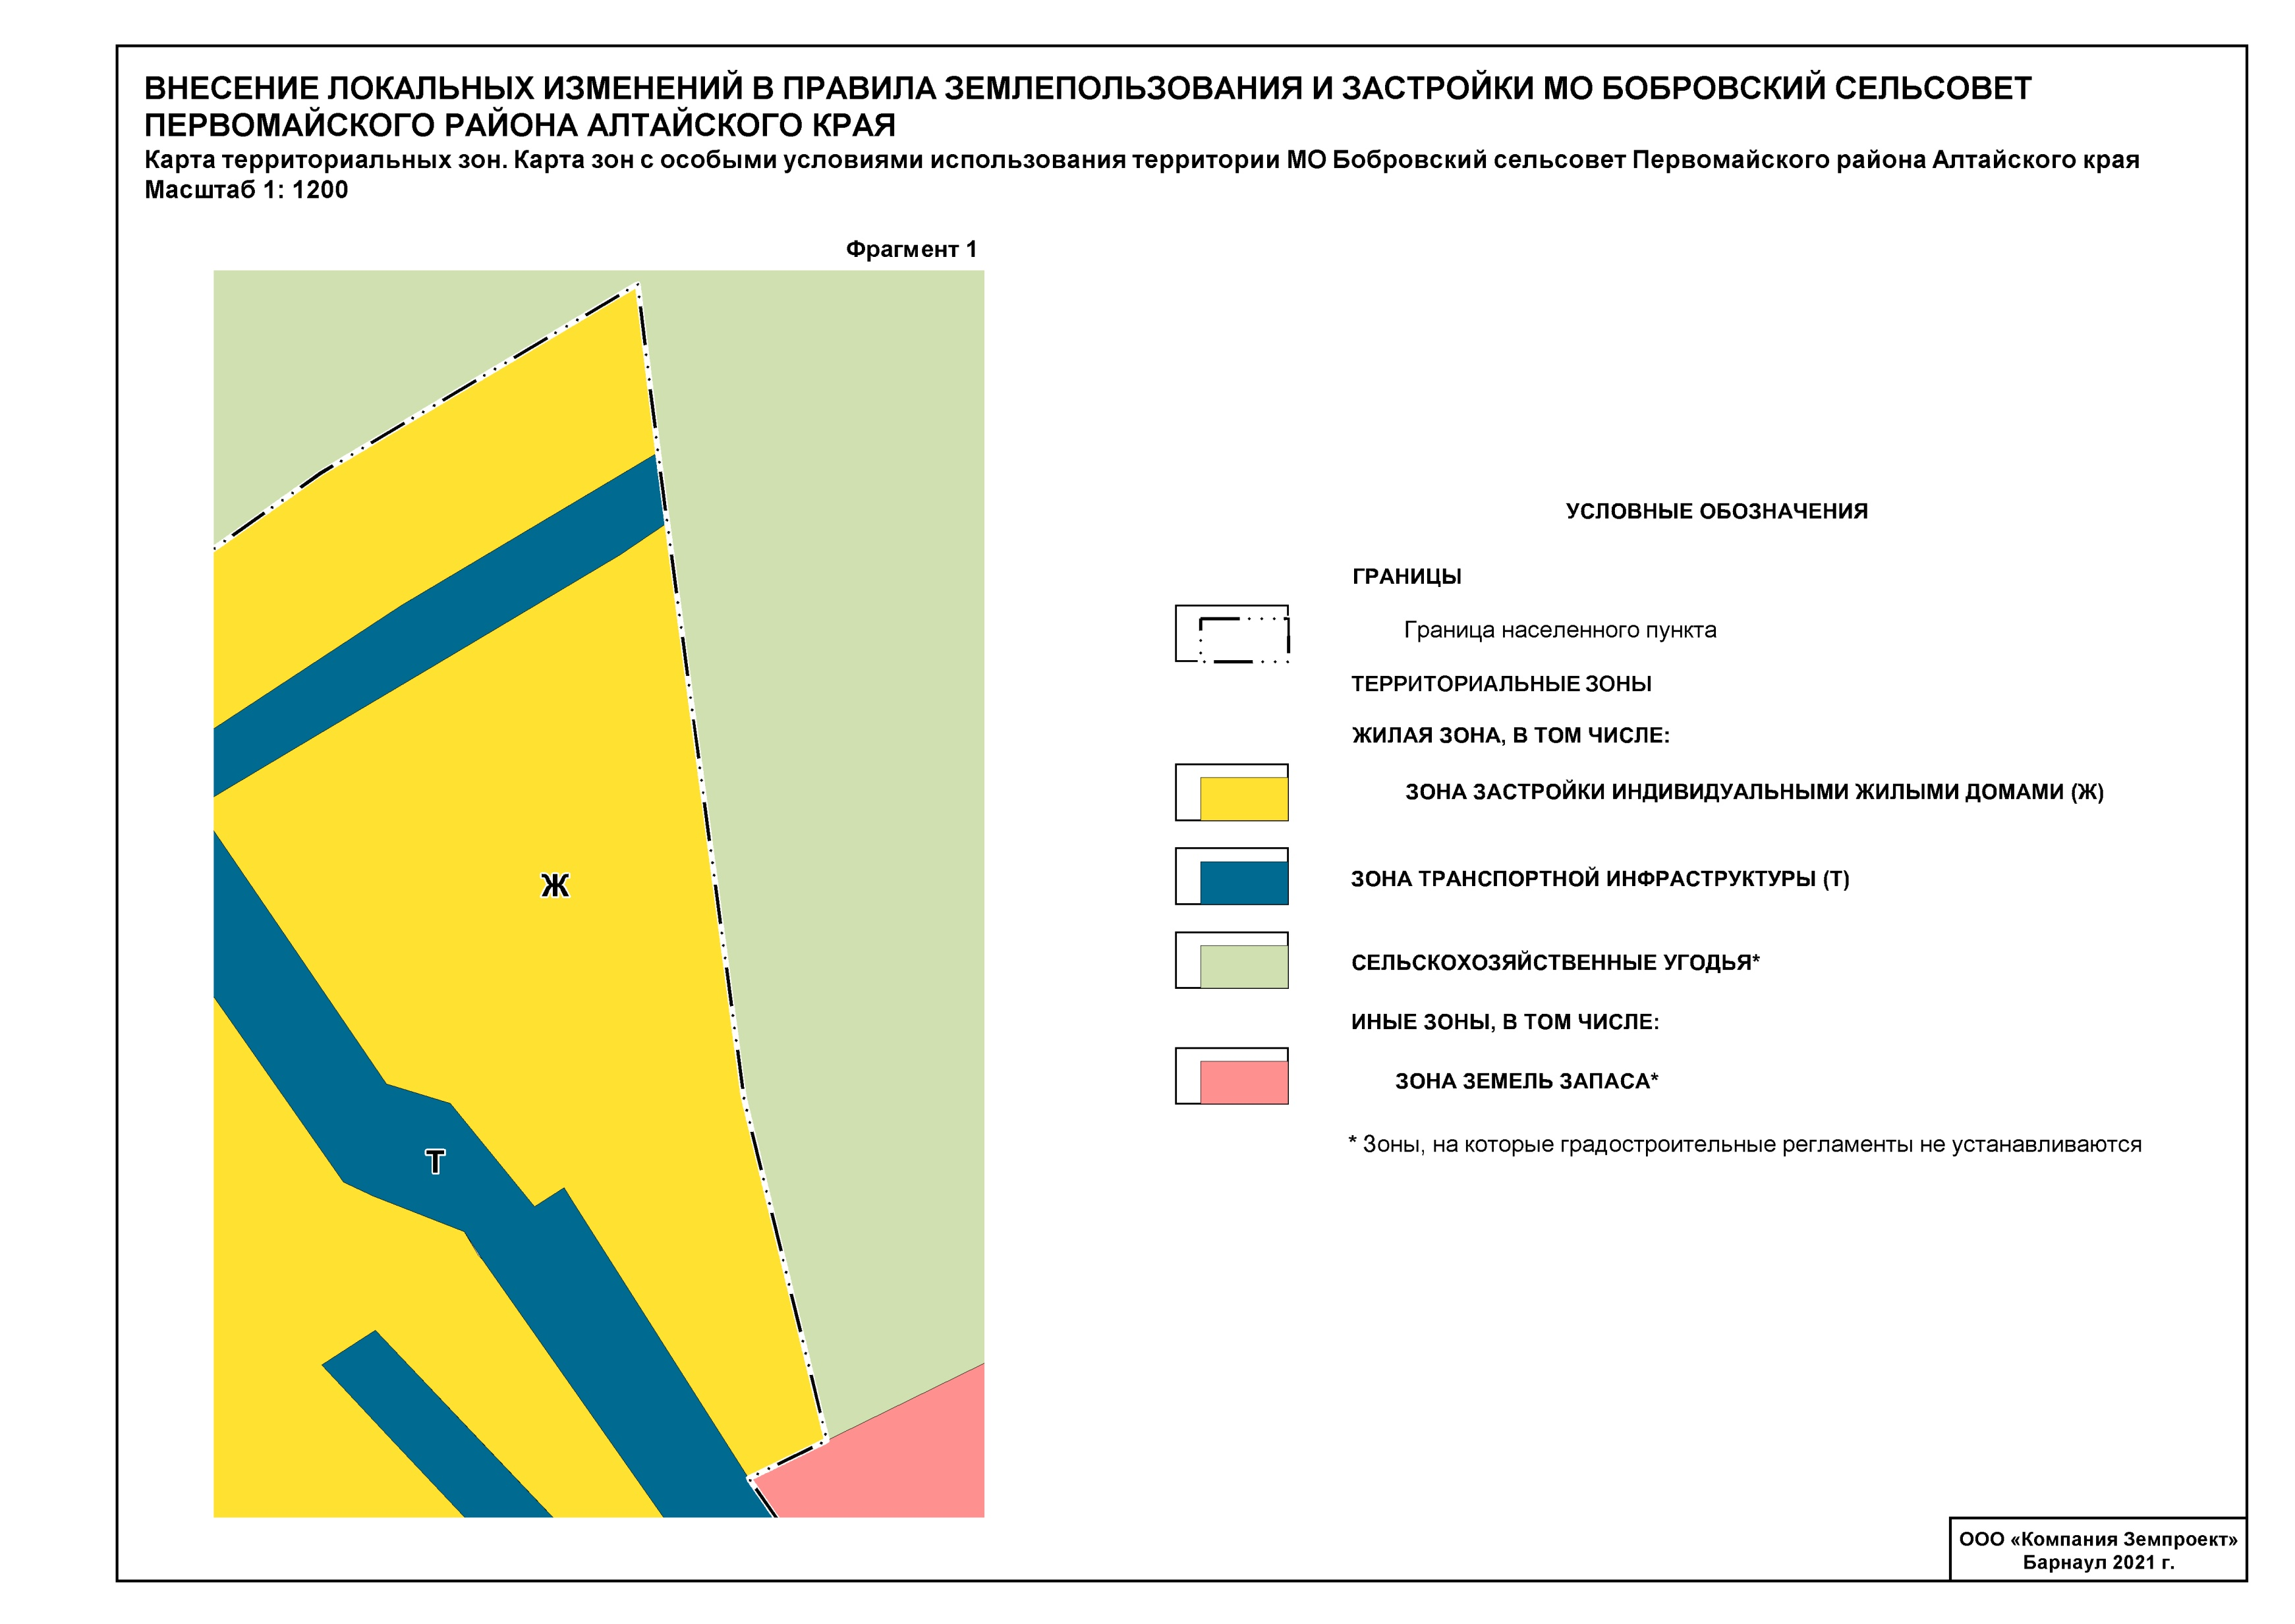 ВНЕСЕНИЕ ЛОКАЛЬНЫХ ИЗМЕНЕНИЙ В ПРАВИЛА ЗЕМЛЕПОЛЬЗОВАНИЯ И ЗАСТРОЙКИ МО БОБРОВСКИЙ СЕЛЬСОВЕТ
ПЕРВОМАЙСКОГО РАЙОНА АЛТАЙСКОГО КРАЯ
Карта территориальных зон. Карта зон с особыми условиями использования территории МО Бобровский сельсовет Первомайского района Алтайского края
Масштаб 1: 1200
Фрагмент 1
Ж
Т
УСЛОВНЫЕ ОБОЗНАЧЕНИЯ
ГРАНИЦЫ
Граница населенного пункта
ТЕРРИТОРИАЛЬНЫЕ ЗОНЫ
ЖИЛАЯ ЗОНА, В ТОМ ЧИСЛЕ:
ЗОНА ЗАСТРОЙКИ ИНДИВИДУАЛЬНЫМИ ЖИЛЫМИ ДОМАМИ (Ж)
ЗОНА ТРАНСПОРТНОЙ ИНФРАСТРУКТУРЫ (Т)
СЕЛЬСКОХОЗЯЙСТВЕННЫЕ УГОДЬЯ*
ИНЫЕ ЗОНЫ, В ТОМ ЧИСЛЕ:
ЗОНА ЗЕМЕЛЬ ЗАПАСА*
* Зоны, на которые градостроительные регламенты не устанавливаются
ООО «Компания Земпроект»
Барнаул 2021 г.